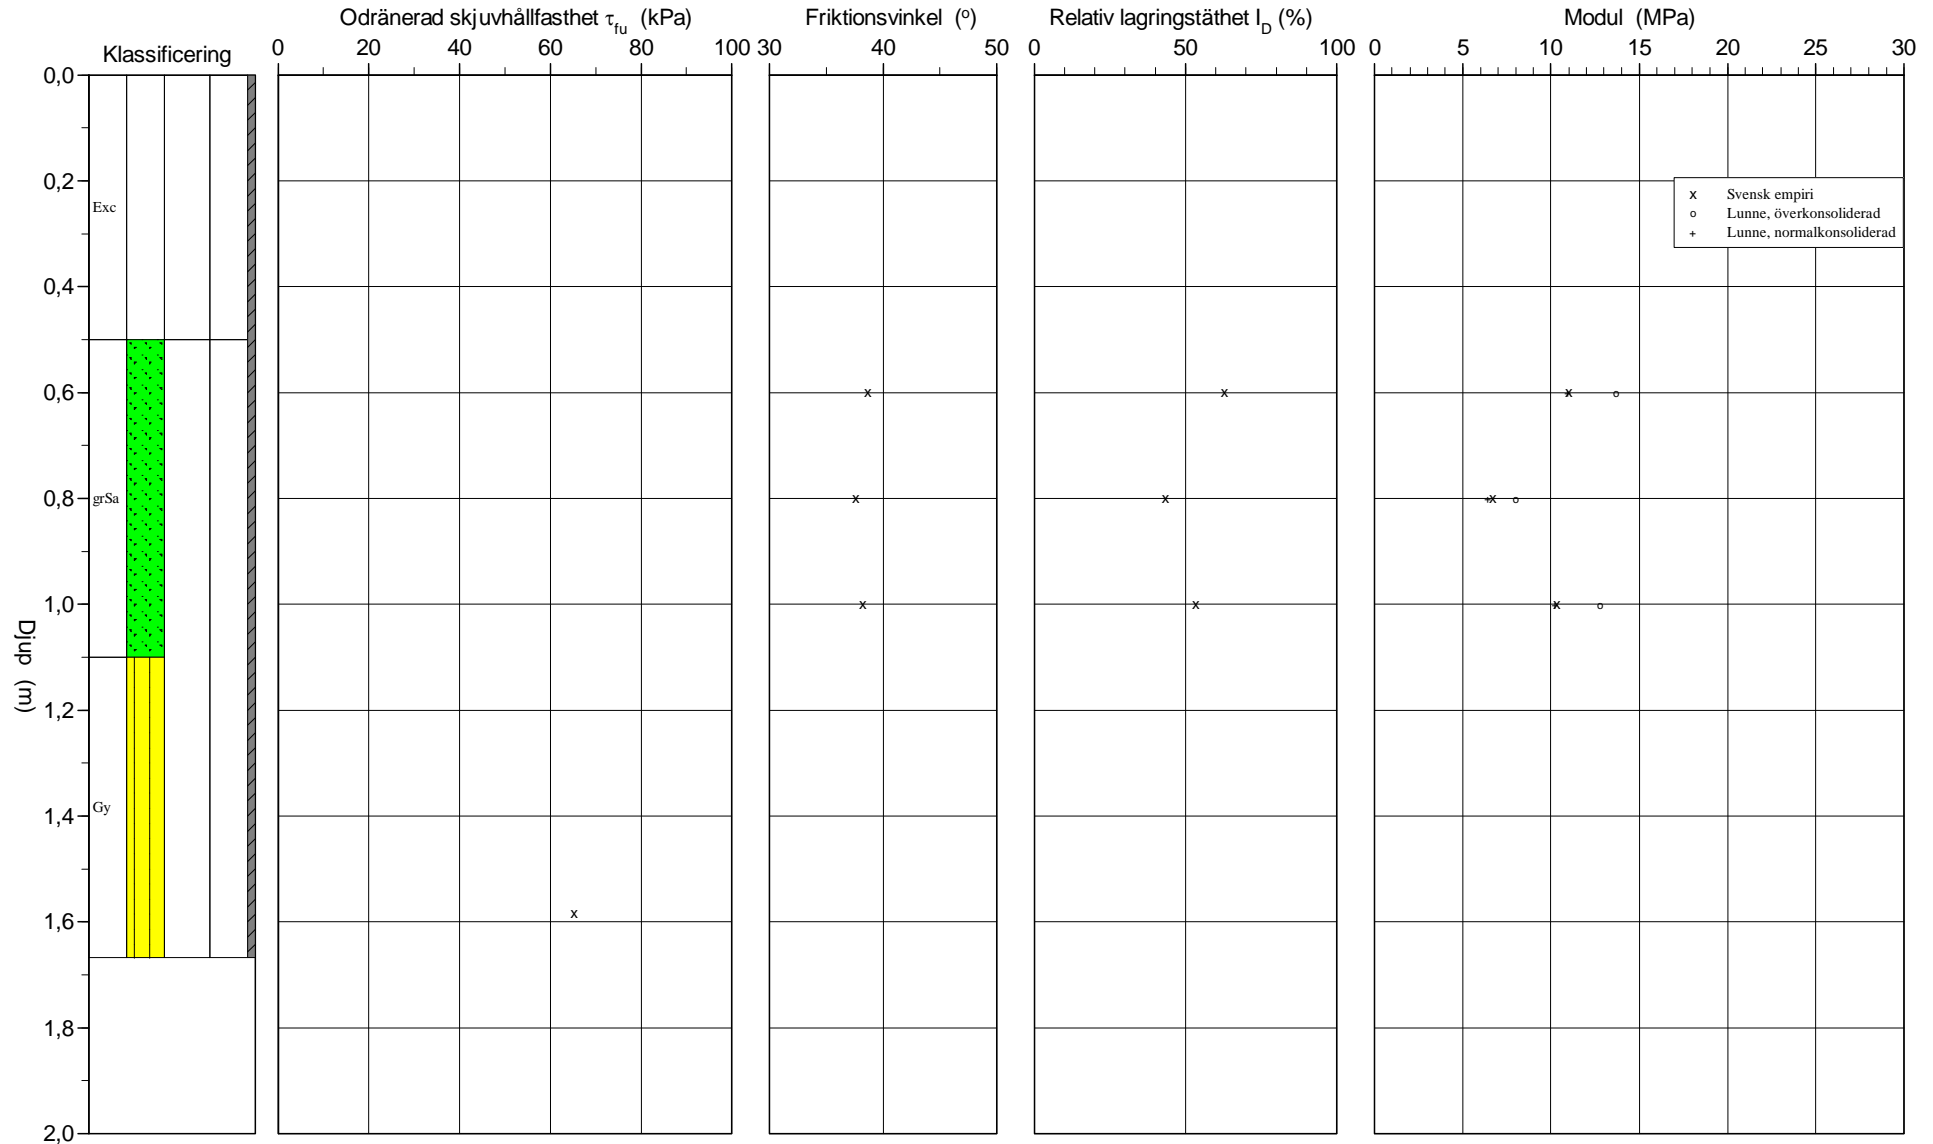 Odränerad skjuvhållfasthet τfu (kPa)
Friktionsvinkel (o)
Relativ lagringstäthet ID (%)
Modul (MPa)
Klassificering
0 20 40 60 80 100
30 40 50
0 50 100
0 5 10 15 20 25 30
0,0
0,2
Exc
0,4
0,6
0,8
grSa
1,0
1,2
1,4
Gy
1,6
1,8
2,0
Djup (m)
x Svensk empiri
o Lunne, överkonsoliderad
+ Lunne, normalkonsoliderad